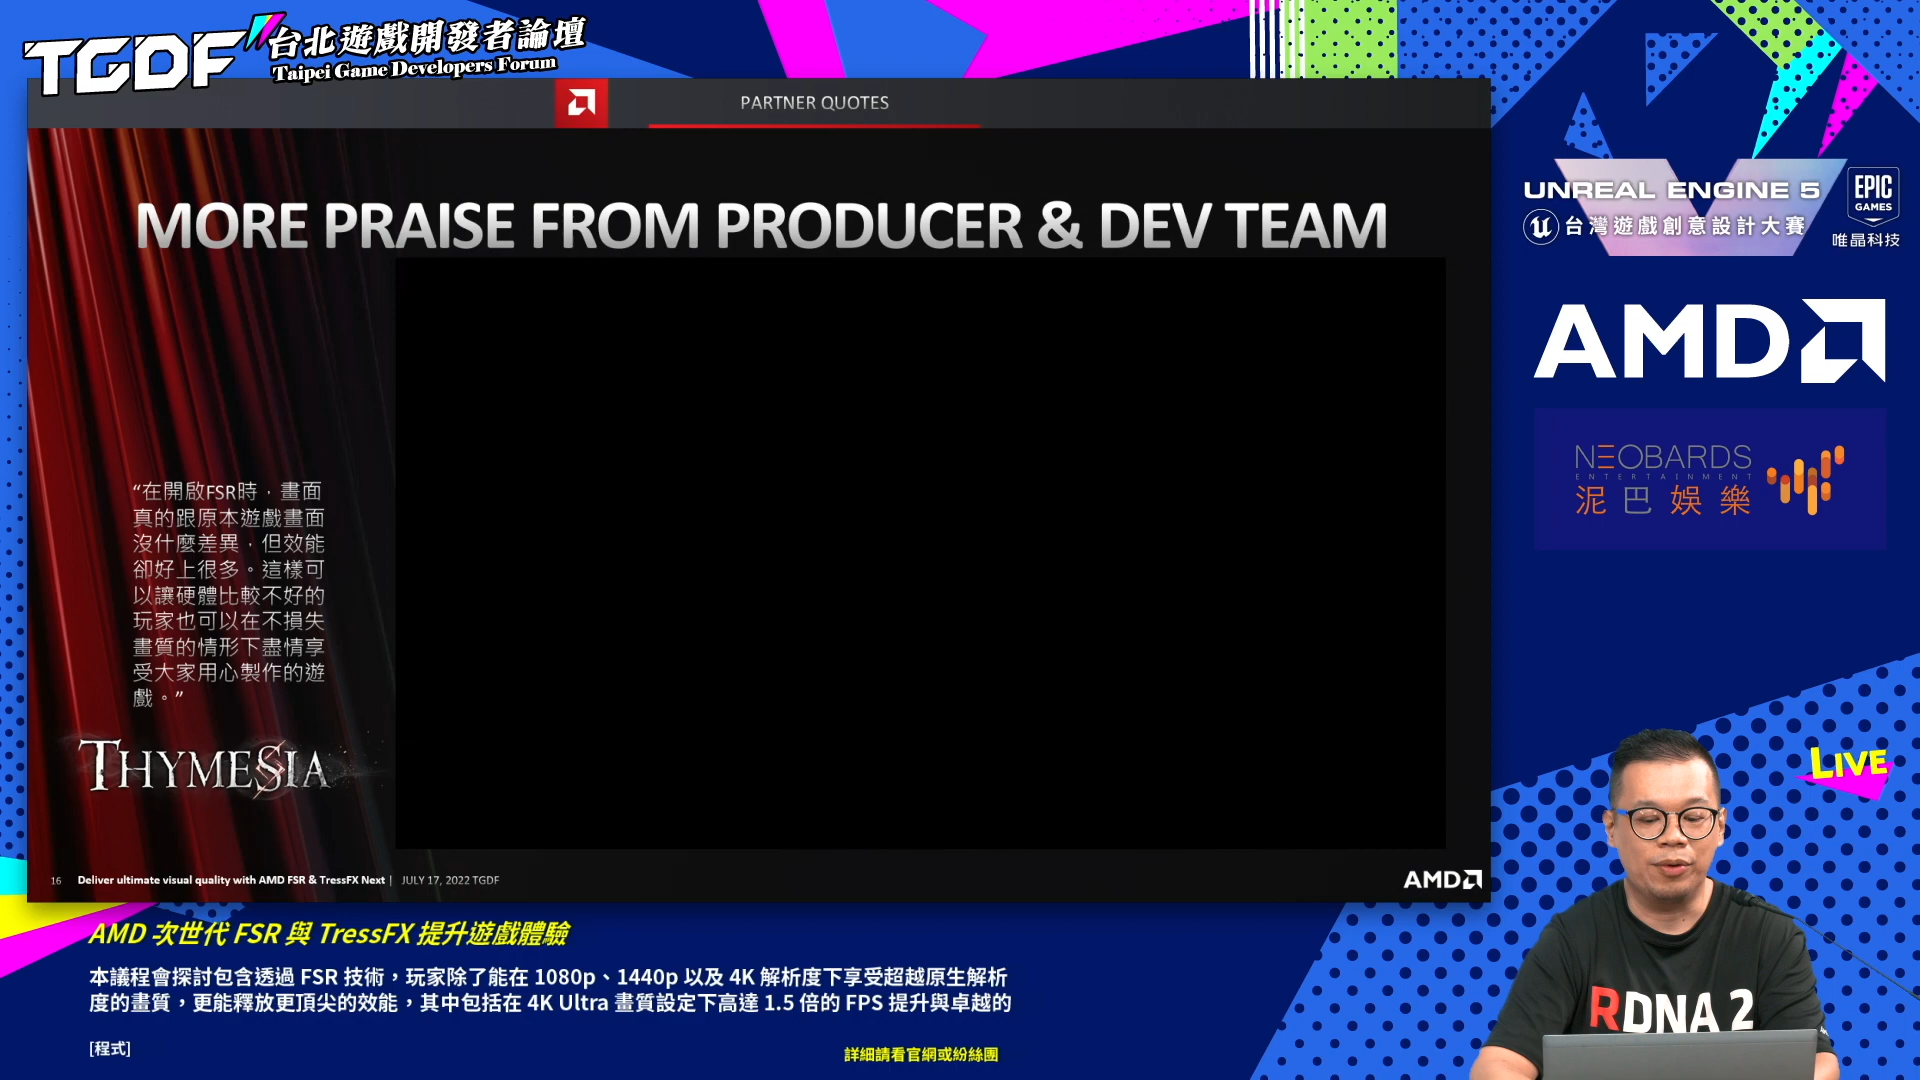 TGDF 台北遊戲開發者論壇
Taipei Game Developers Forum
PARTNER QUOTES
MORE PRAISE FROM PRODUCER & DEV TEAM
“在開啟FSR時，畫面
真的跟原本遊戲畫面
沒什麼差異，但效能
卻好上很多。這樣可
以讓硬體比較不好的
玩家也可以在不損失
畫質的情形下盡情享
受大家用心製作的遊
戲。”
THYMESIA
16 Deliver ultimate visual quality with AMD FSR & TressFX Next | JULY 17, 2022 TGDF
AMD
UNREAL ENGINE 5
台灣遊戲創意設計大賽
EPIC
GAMES
唯晶科技
AMD
NEOBARDS
ENTERTAINMENT
泥巴娛樂
LIVE
RDNA 2
AMD 次世代 FSR 與 TressFX 提升遊戲體驗
本議程會探討包含透過 FSR 技術，玩家除了能在 1080p、1440p 以及 4K 解析度下享受超越原生解析
度的畫質，更能釋放更頂尖的效能，其中包括在 4K Ultra 畫質設定下高達 1.5 倍的 FPS 提升與卓越的
[程式]
詳細請看官網或紛絲團